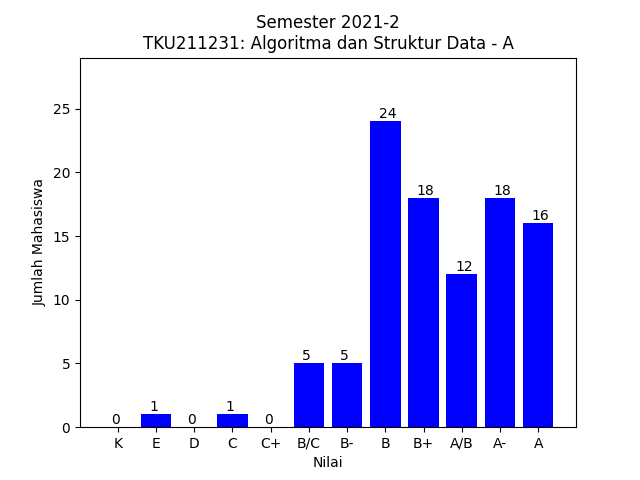 Semester 2021-2
TKU211231: Algoritma dan Struktur Data - A
Jumlah Mahasiswa
25
20
15
10
5
0
0 1 0 1 0 5 5 24 18 12 18 16
K E D C C+ B/C B- B B+ A/B A- A
Nilai